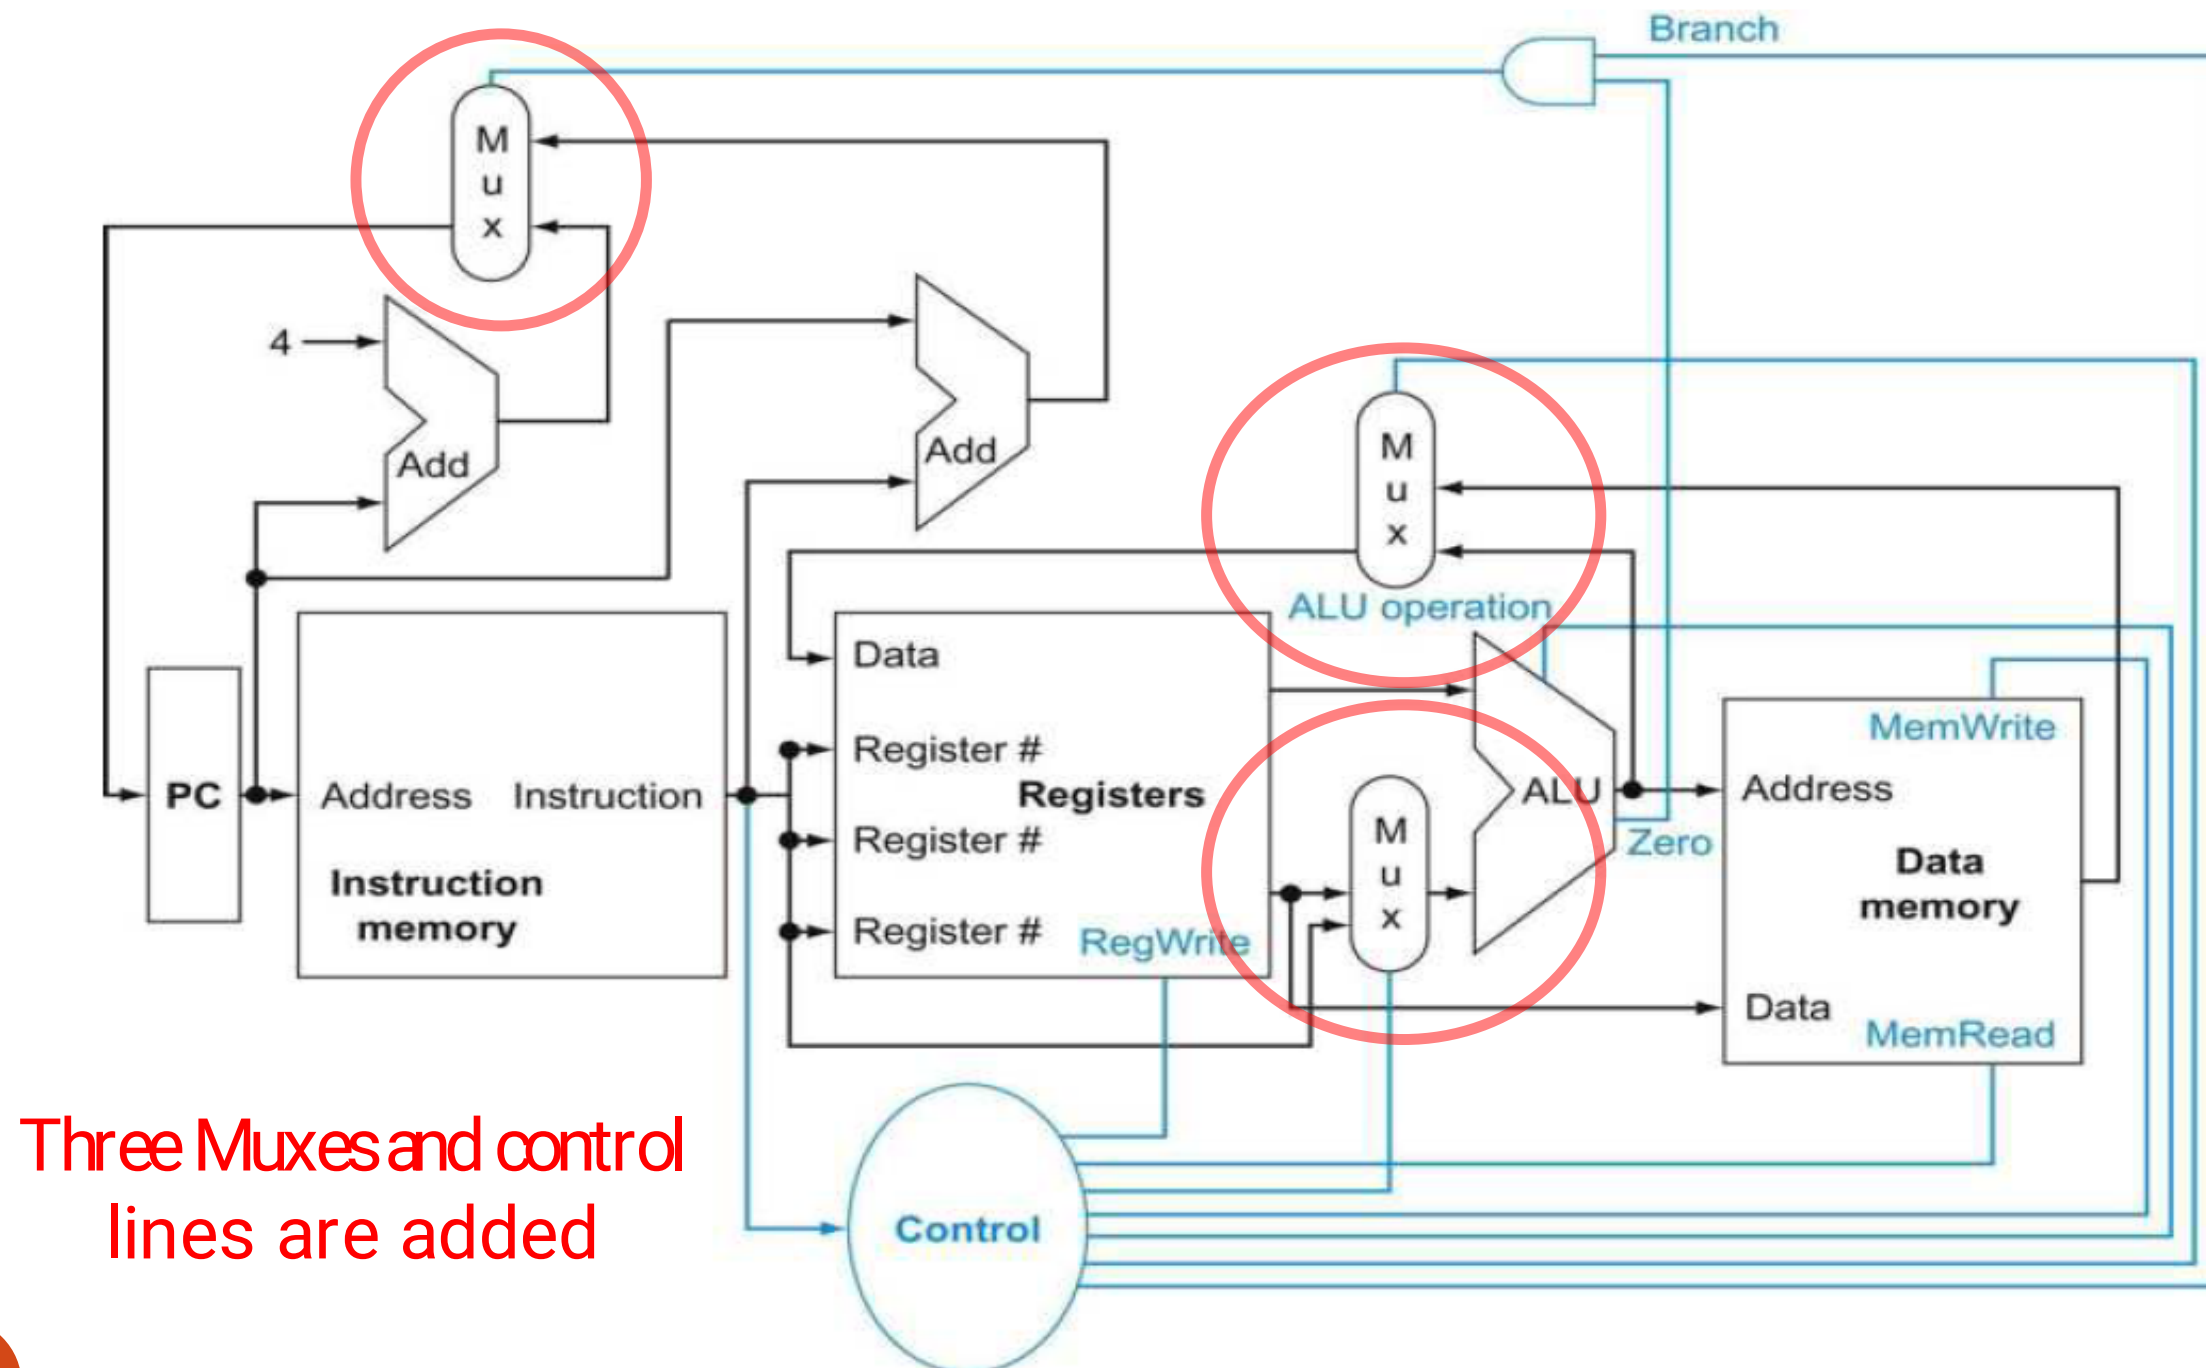 Branch
M
u
x
4
Add
Add
M
u
x
ALU operation
Data
Register #
Registers
Register #
Register #
RegWrite
PC
Address Instruction
Instruction
memory
M
u
x
ALU
Zero
MemWrite
Address
Data
memory
Data
MemRead
Control
Three Muxes and control
lines are added